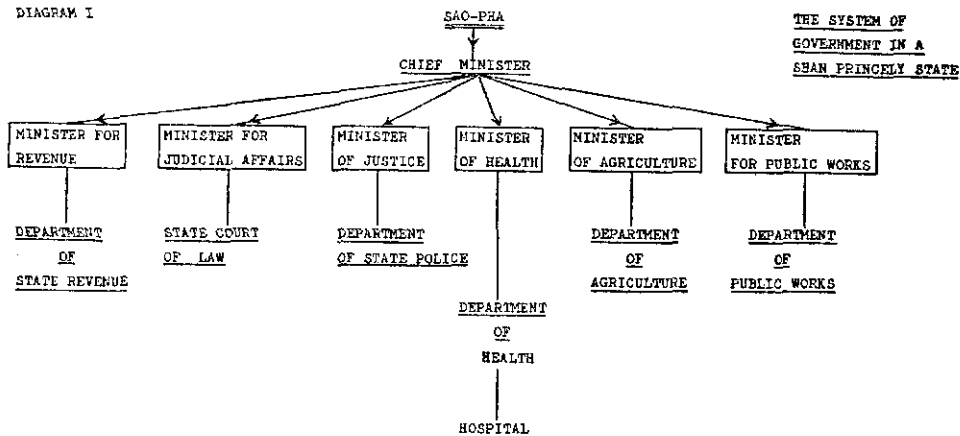 DIAGRAM I
SAO-PHA
THE SYSTEM OF
GOVERNMENT IN A
SHAN PRINCELY STATE
CHIEF MINISTER
MINISTER FOR
REVENUE
MINISTER FOR
JUDICIAL AFFAIRS
MINISTER
OF JUSTICE
MINISTER
OF HEALTH
MINISTER
OF AGRICULTURE
MINISTER
FOR PUBLIC WORKS
DEPARTMENT
OF
STATE REVENUE
STATE COURT
OF LAW
DEPARTMENT
OF STATE POLICE
DEPARTMENT
OF
AGRICULTURE
DEPARTMENT
OF
PUBLIC WORKS
DEPARTMENT
OF
HEALTH
HOSPITAL